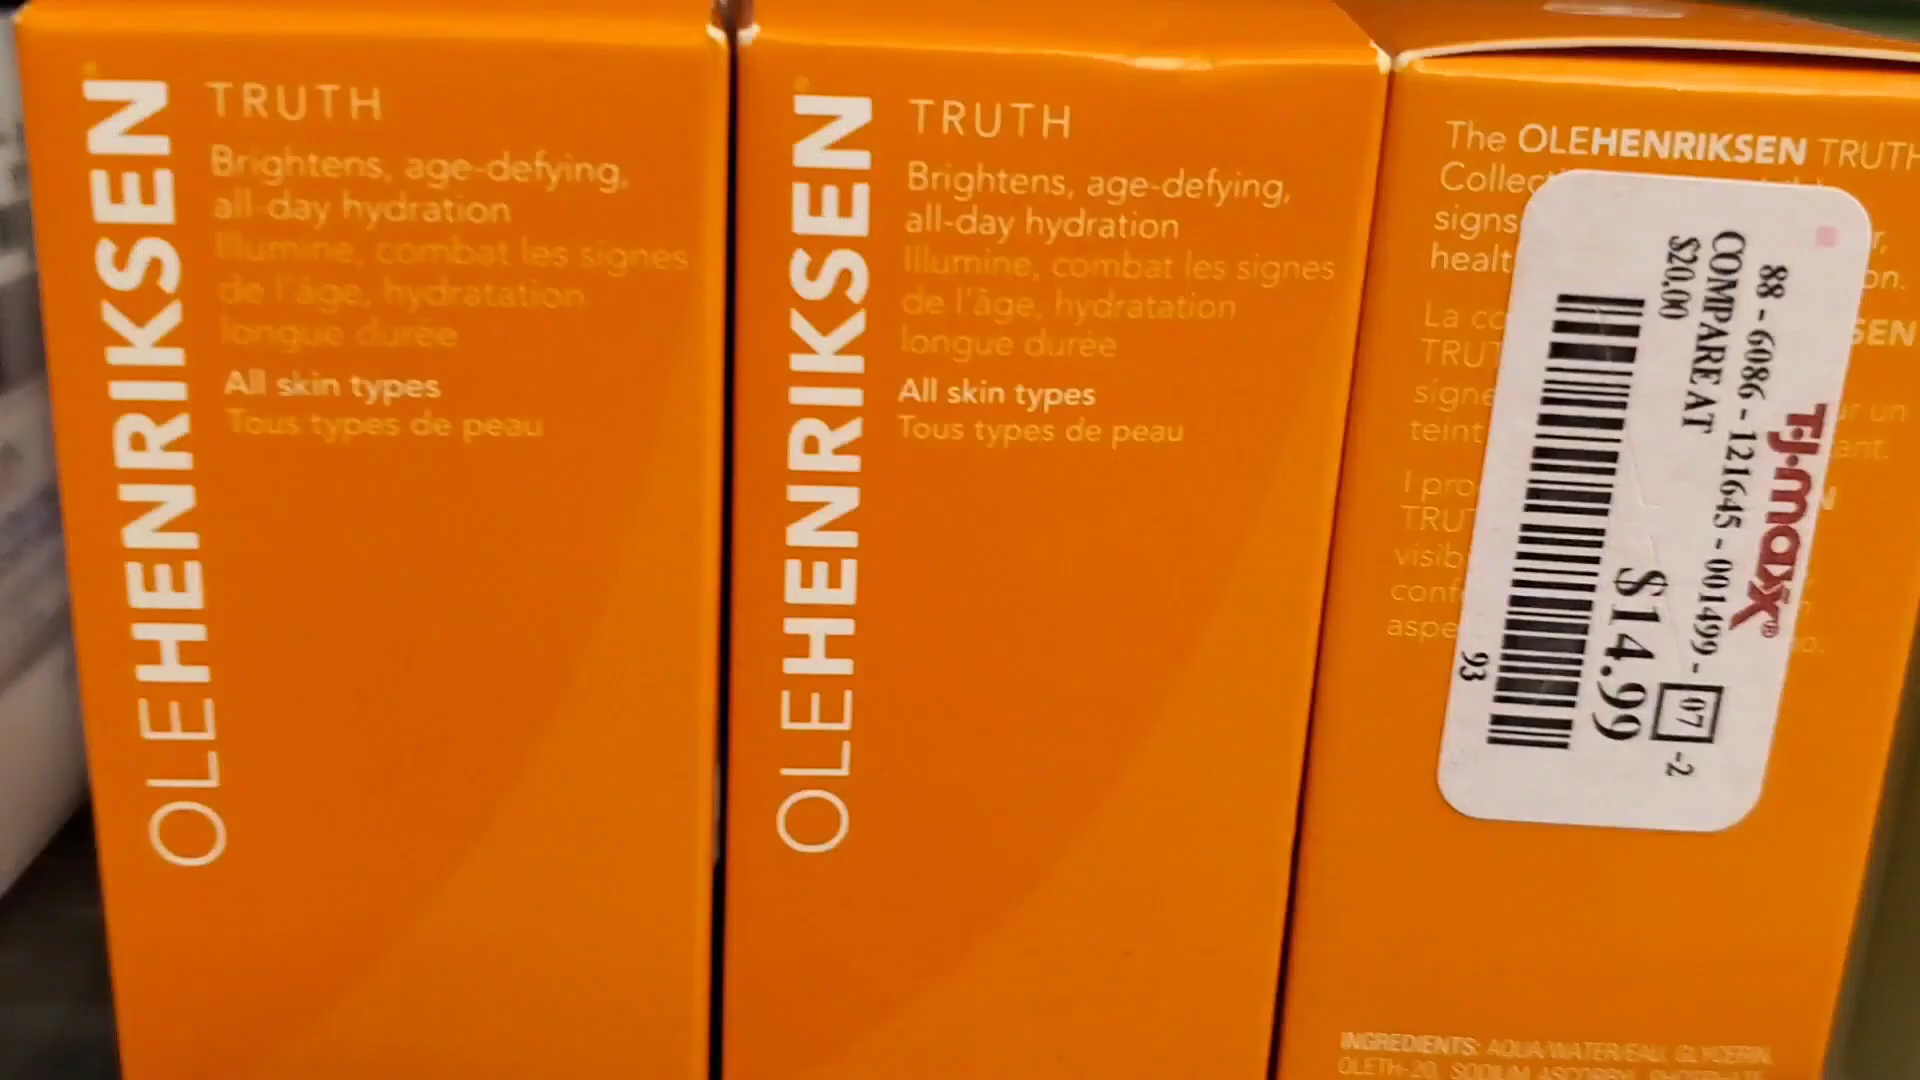 OLEHENRIKSEN
TRUTH
Brightens, age-defying,
all-day hydration
Illumine, combat les signes
de l'âge, hydratation
longue durée
All skin types
Tous types de peau
OLEHENRIKSEN
TRUTH
Brightens, age-defying,
all-day hydration
Illumine, combat les signes
de l'âge, hydratation
longue durée
All skin types
Tous types de peau
The OLEHENRIKSEN TRUTH
signs
La
T.J.maxx®
88 - 6086 - 121645 - 001499 - 07 -2
COMPARE AT
$20.00
$14.99
93
INGREDIENTS: AQUA/WATER/EAU, GLYCERIN,
OLETH-20, SODIUM ASCORBYL PHOSPHATE,